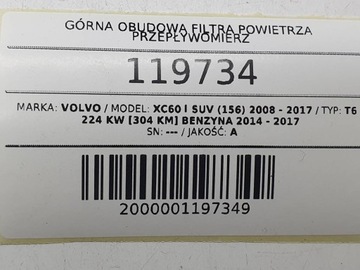 GÓRNA OBUDOWA FILTRA POWIETRZA
PRZEPŁYWOMIERZ
119734
MARKA: VOLVO / MODEL: XC60 I SUV (156) 2008 - 2017 / TYP: T6
224 KW [304 KM] BENZYNA 2014 - 2017
SN: --- / JAKOŚĆ: A
2000001197349